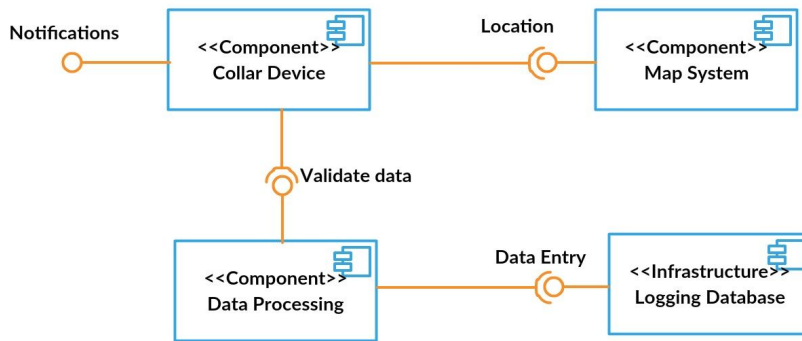 Notifications
<<Component>>
Collar Device
Location
<<Component>>
Map System
Validate data
<<Component>>
Data Processing
Data Entry
<<Infrastructure>>
Logging Database